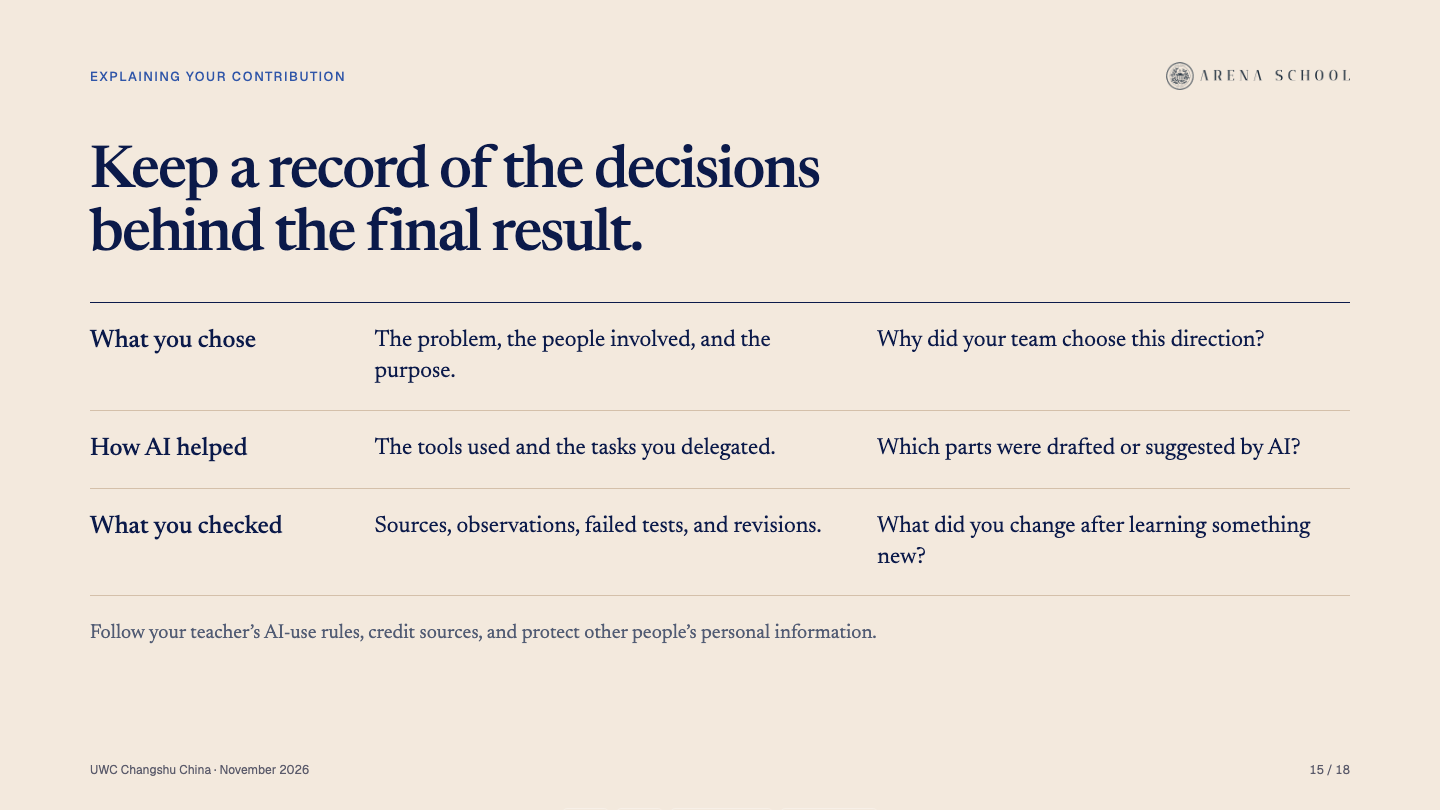 EXPLAINING YOUR CONTRIBUTION
ARENA SCHOOL
Keep a record of the decisions
behind the final result.
What you chose
The problem, the people involved, and the
purpose.
Why did your team choose this direction?
How AI helped
The tools used and the tasks you delegated.
Which parts were drafted or suggested by AI?
What you checked
Sources, observations, failed tests, and revisions.
What did you change after learning something
new?
Follow your teacher’s AI-use rules, credit sources, and protect other people’s personal information.
UWC Changshu China · November 2026
15 / 18